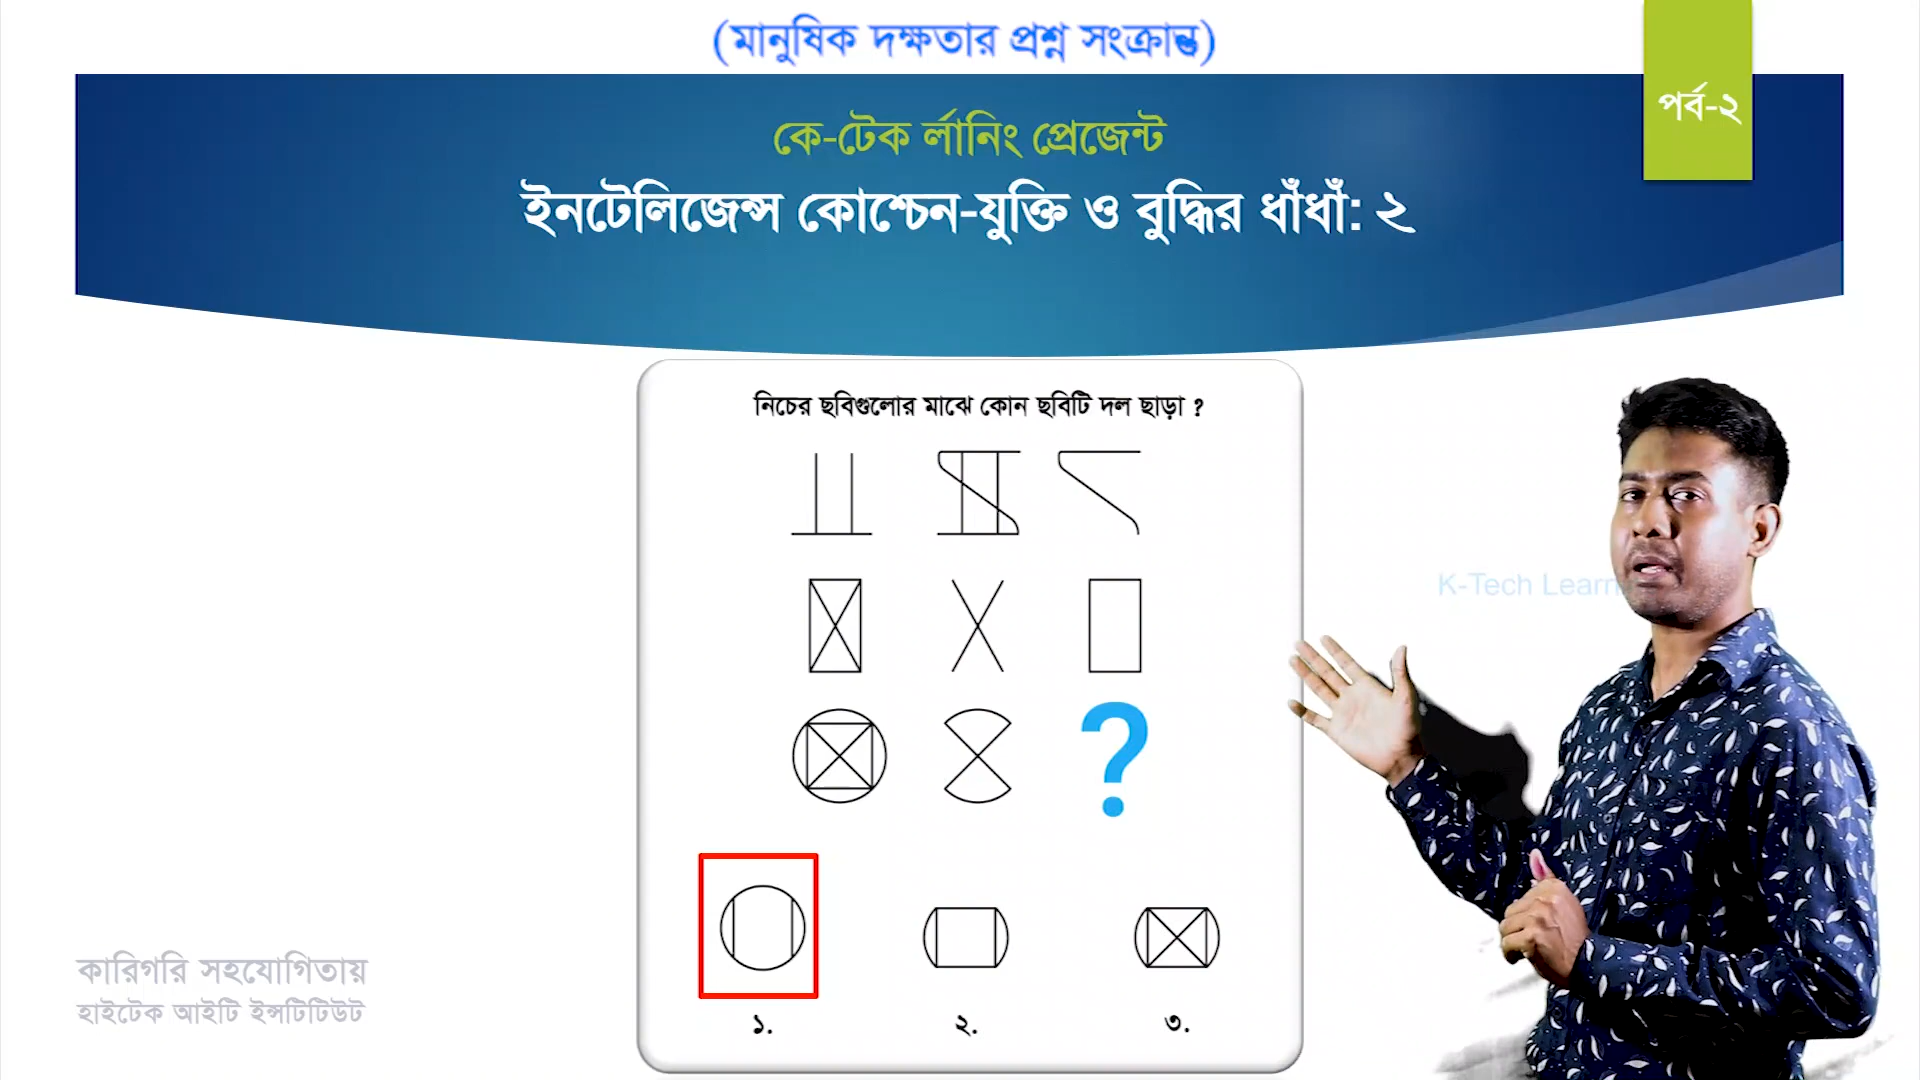 (মানুষিক দক্ষতার প্রশ্ন সংক্রান্ত)
পর্ব-২
কে-টেক র্লানিং প্রেজেন্ট
ইনটেলিজেন্স কোশ্চেন-যুক্তি ও বুদ্ধির ধাঁধাঁ: ২
নিচের ছবিগুলোর মাঝে কোন ছবিটি দল ছাড়া ?
?
K-Tech Learn
কারিগরি সহযোগিতায়
হাইটেক আইটি ইন্সটিটিউট
১. ২. ৩.